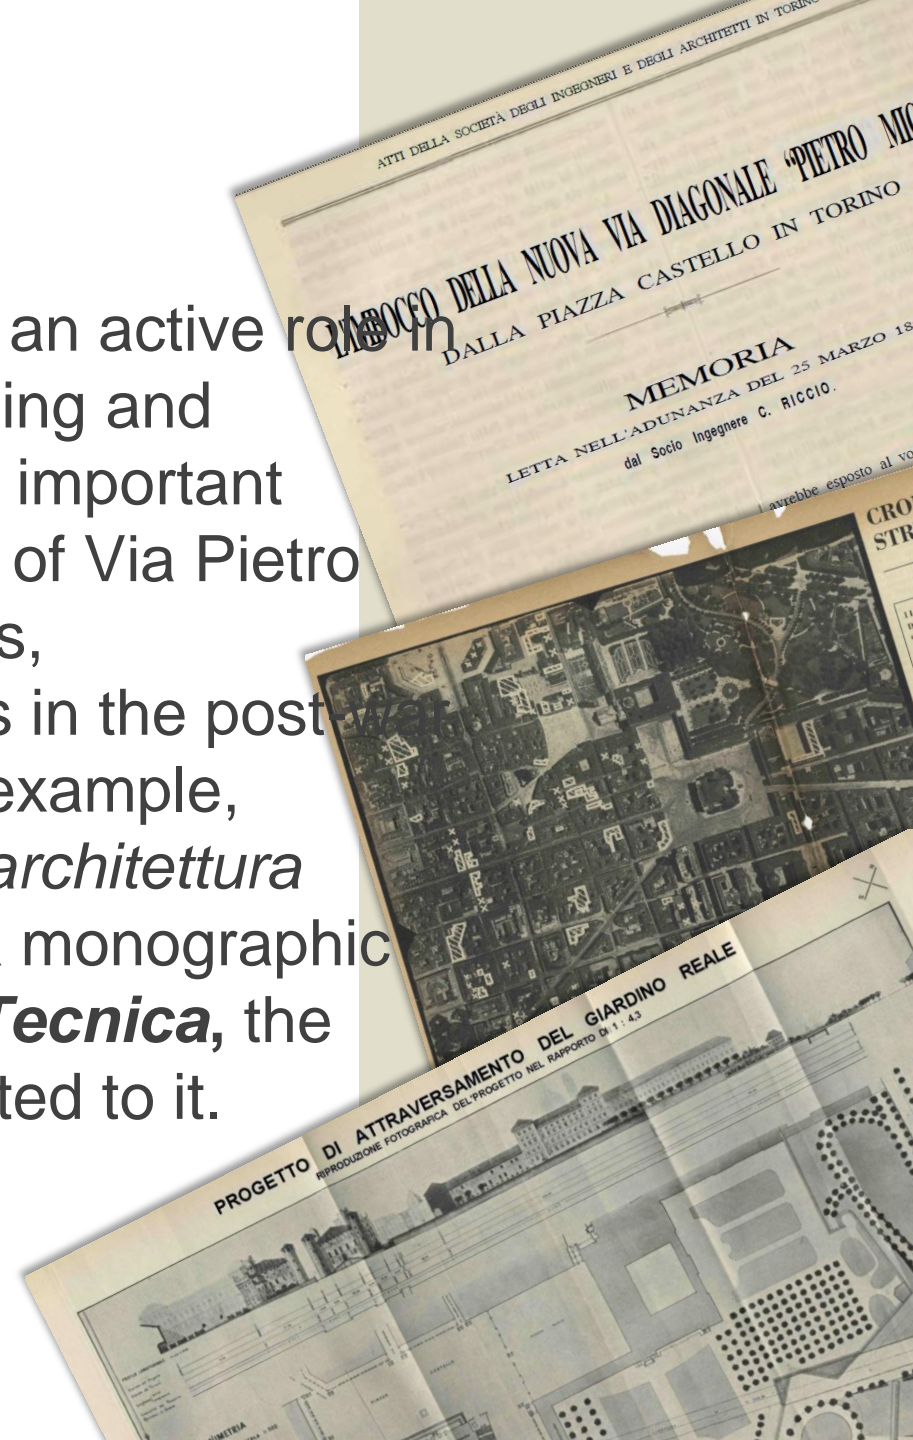 an active role in
ing and
important
of Via Pietro
s,
s in the post-war
example,
architettura
monographic
Tecnica, the
ted to it.
ATTI DELLA SOCIETÀ DEGLI INGEGNERI E DEGLI ARCHITETTI IN TORINO
DELLA NUOVA VIA DIAGONALE “PIETRO MIC
DALLA PIAZZA CASTELLO IN TORINO
MEMORIA
LETTA NELL'ADUNANZA DEL 25 MARZO 18
dal Socio Ingegnere C. RICCIO.
avrebbe esposto al vo
CRO
STR
PROGETTO DI ATTRAVERSAMENTO DEL GIARDINO REALE
RIPRODUZIONE FOTOGRAFICA DEL PROGETTO NEL RAPPORTO DI 1 : 4,3